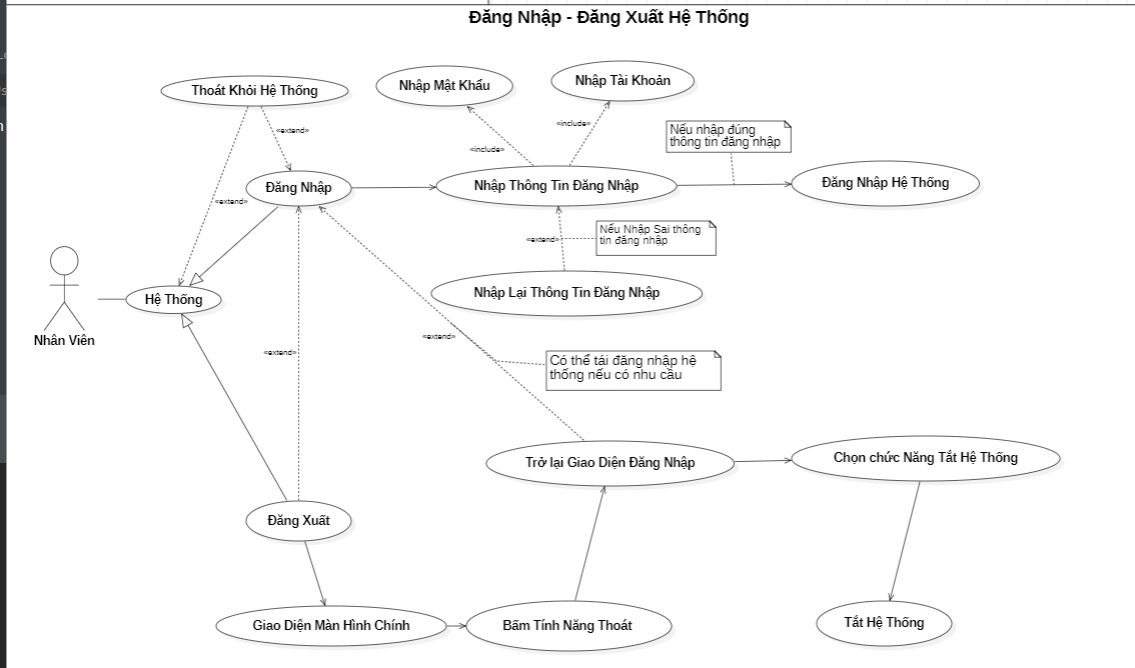 Đăng Nhập - Đăng Xuất Hệ Thống
Thoát Khỏi Hệ Thống
Nhập Mật Khẩu
Nhập Tài Khoản
«extend»
«include»
«include»
Nếu nhập đúng
thông tin đăng nhập
Đăng Nhập
Nhập Thông Tin Đăng Nhập
Đăng Nhập Hệ Thống
«extend»
Nếu Nhập Sai thông
tin đăng nhập
«extend»
Hệ Thống
Nhập Lại Thông Tin Đăng Nhập
Nhân Viên
«extend»
«extend»
Có thể tái đăng nhập hệ
thống nếu có nhu cầu
Trở lại Giao Diện Đăng Nhập
Chọn chức Năng Tắt Hệ Thống
Đăng Xuất
Giao Diện Màn Hình Chính
Bấm Tính Năng Thoát
Tắt Hệ Thống